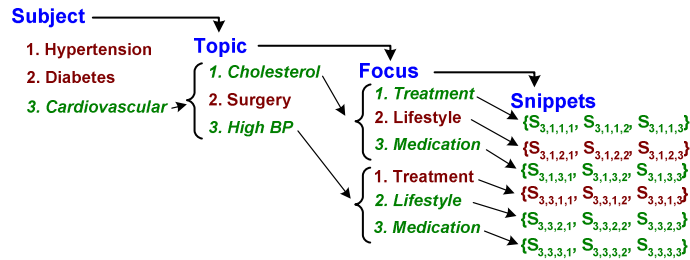 Subject
1. Hypertension
2. Diabetes
3. Cardiovascular
Topic
1. Cholesterol
2. Surgery
3. High BP
Focus
1. Treatment
2. Lifestyle
3. Medication
1. Treatment
2. Lifestyle
3. Medication
Snippets
{S3,1,1,1, S3,1,1,2, S3,1,1,3}
{S3,1,2,1, S3,1,2,2, S3,1,2,3}
{S3,1,3,1, S3,1,3,2, S3,1,3,3}
{S3,3,1,1, S3,3,1,2, S3,3,1,3}
{S3,3,2,1, S3,3,2,2, S3,3,2,3}
{S3,3,3,1, S3,3,3,2, S3,3,3,3}